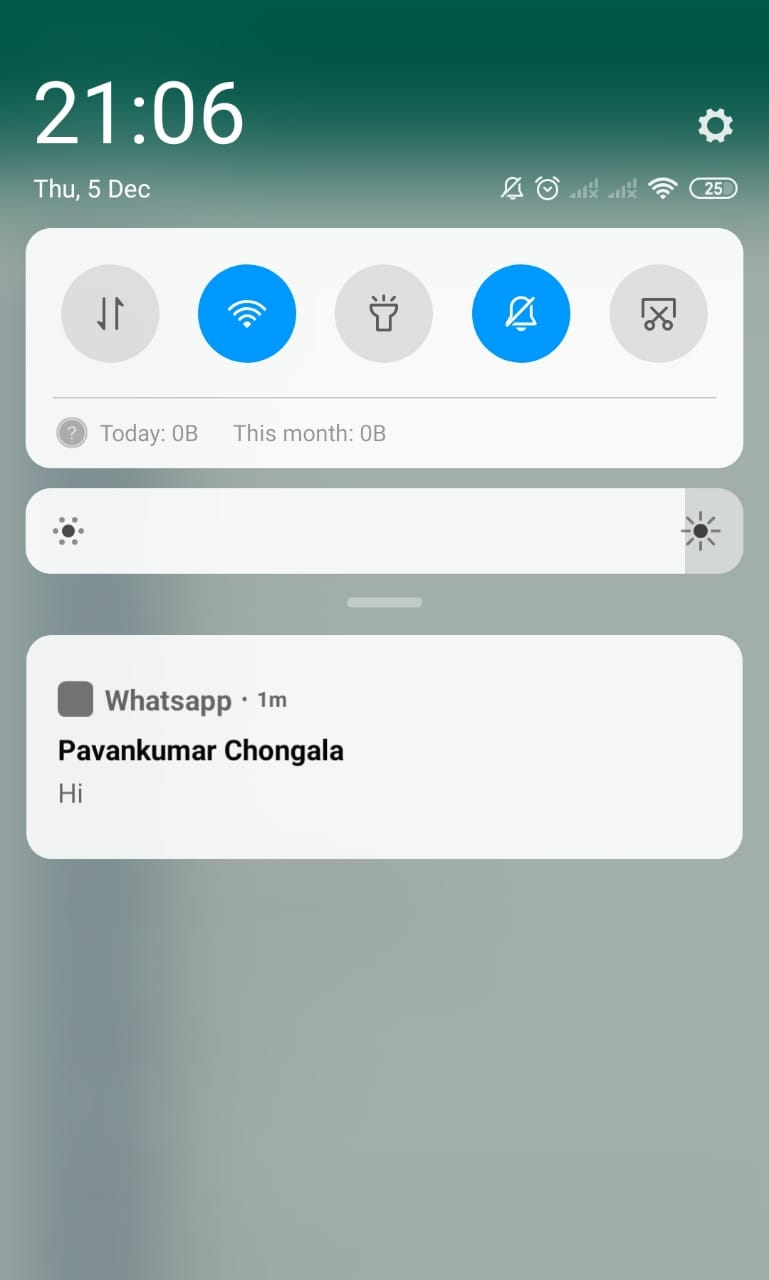 21:06
Thu, 5 Dec
25
?
Today: 0B This month: 0B
Whatsapp · 1m
Pavankumar Chongala
Hi